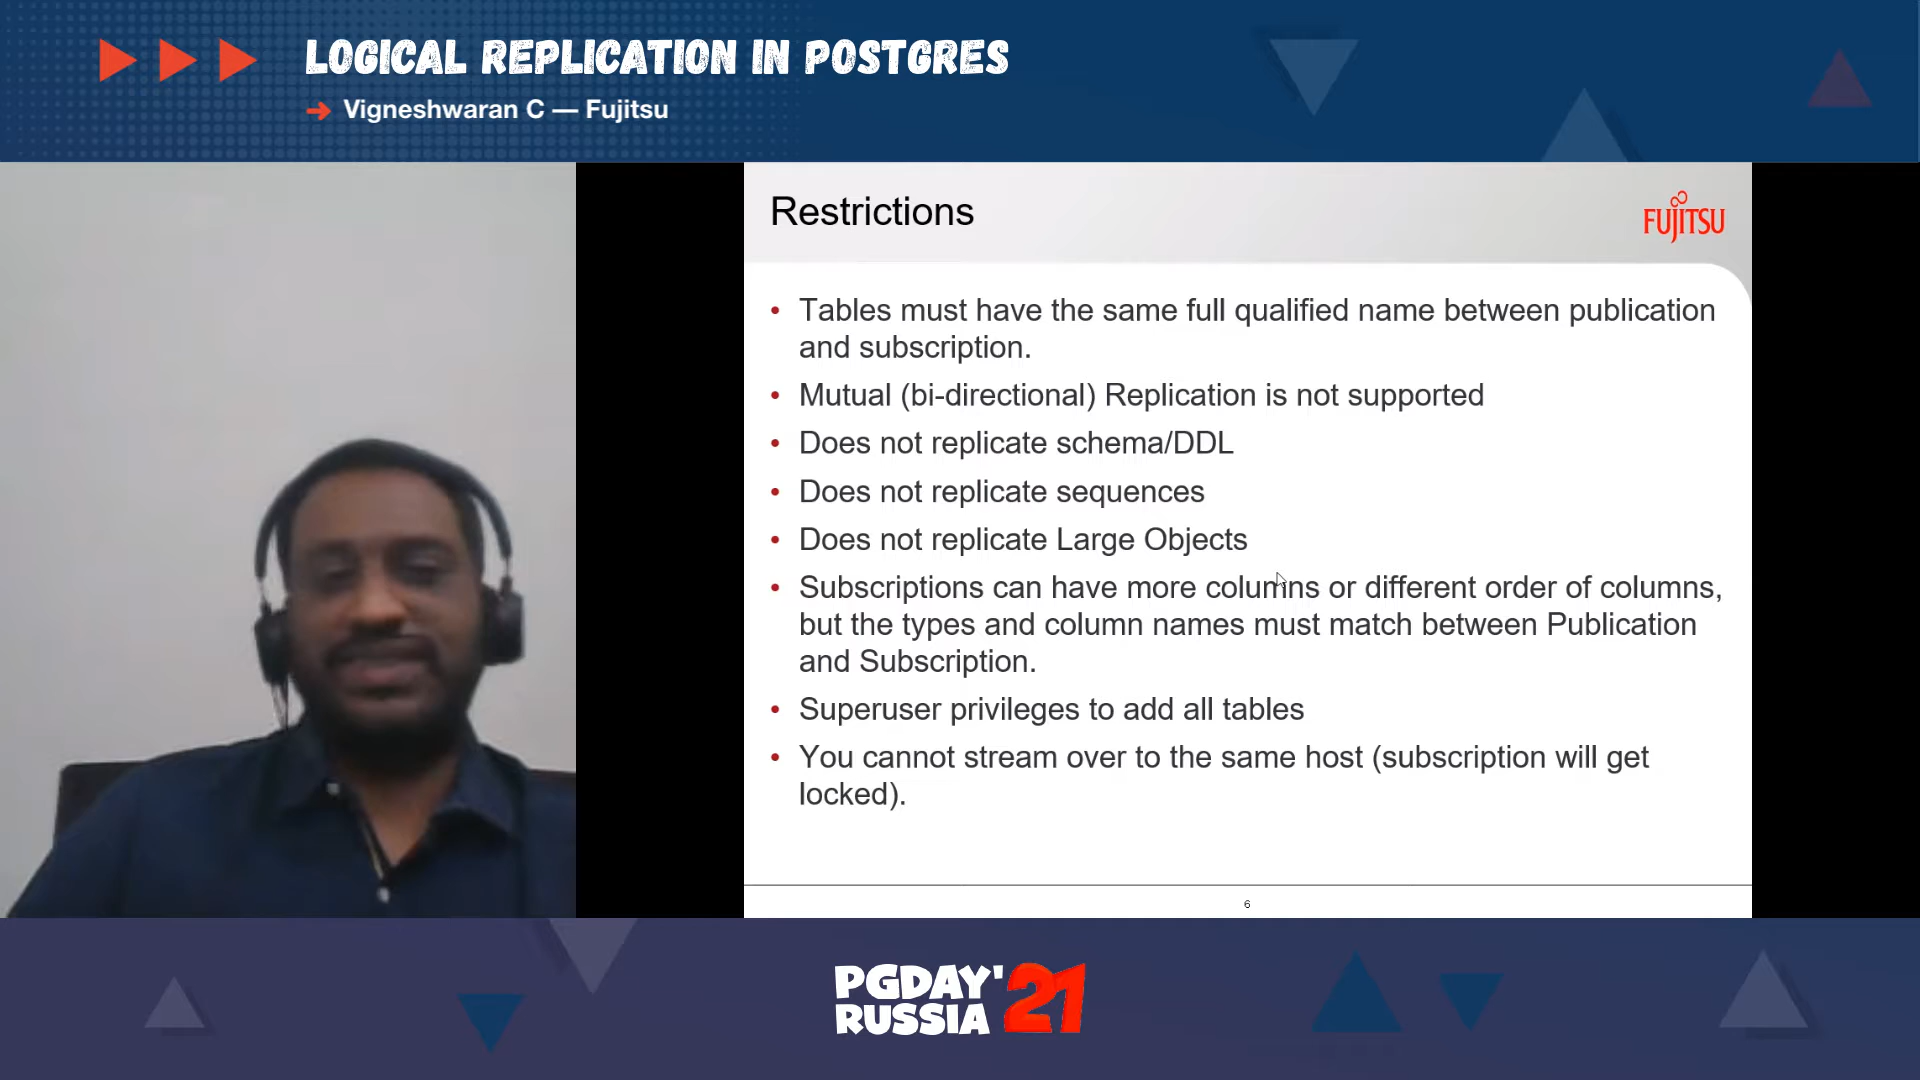 LOGICAL REPLICATION IN POSTGRES
Vigneshwaran C — Fujitsu
Restrictions
FUJITSU
• Tables must have the same full qualified name between publication
and subscription.
• Mutual (bi-directional) Replication is not supported
• Does not replicate schema/DDL
• Does not replicate sequences
• Does not replicate Large Objects
• Subscriptions can have more columns or different order of columns,
but the types and column names must match between Publication
and Subscription.
• Superuser privileges to add all tables
• You cannot stream over to the same host (subscription will get
locked).
6
PGDAY'21
RUSSIA